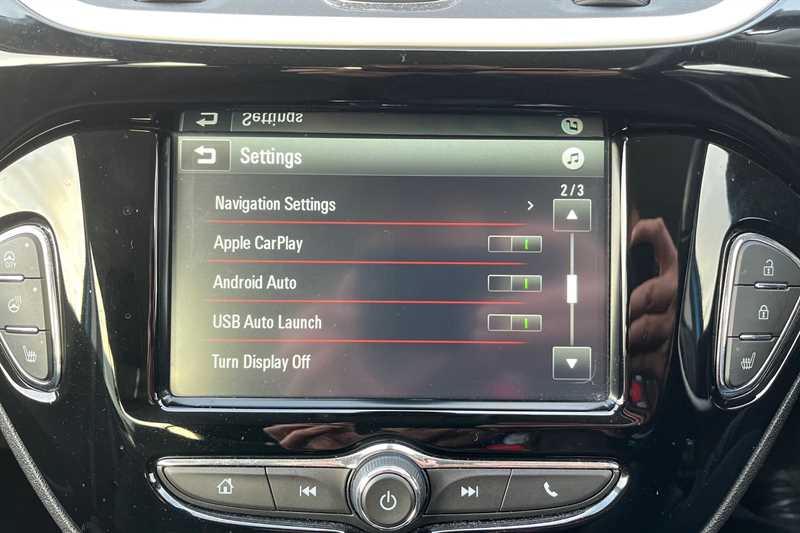 Settings
Settings
2/3
Navigation Settings
Apple CarPlay
Android Auto
USB Auto Launch
Turn Display Off